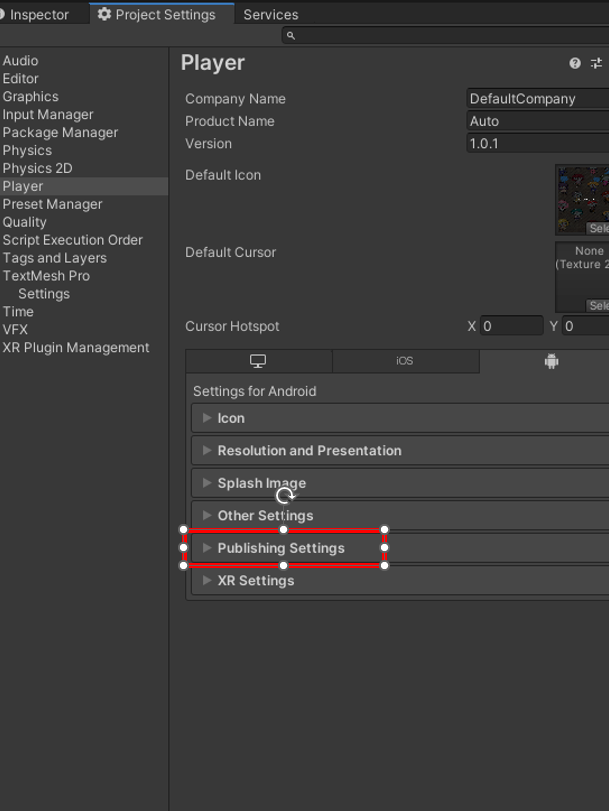 Inspector
Project Settings
Services
Audio
Editor
Graphics
Input Manager
Package Manager
Physics
Physics 2D
Player
Preset Manager
Quality
Script Execution Order
Tags and Layers
TextMesh Pro
Settings
Time
VFX
XR Plugin Management
Player
Company Name DefaultCompany
Product Name Auto
Version 1.0.1
Default Icon
Sele
Default Cursor
None
(Texture 2
Sele
Cursor Hotspot X 0 Y 0
iOS
Settings for Android
Icon
Resolution and Presentation
Splash Image
Other Settings
Publishing Settings
XR Settings